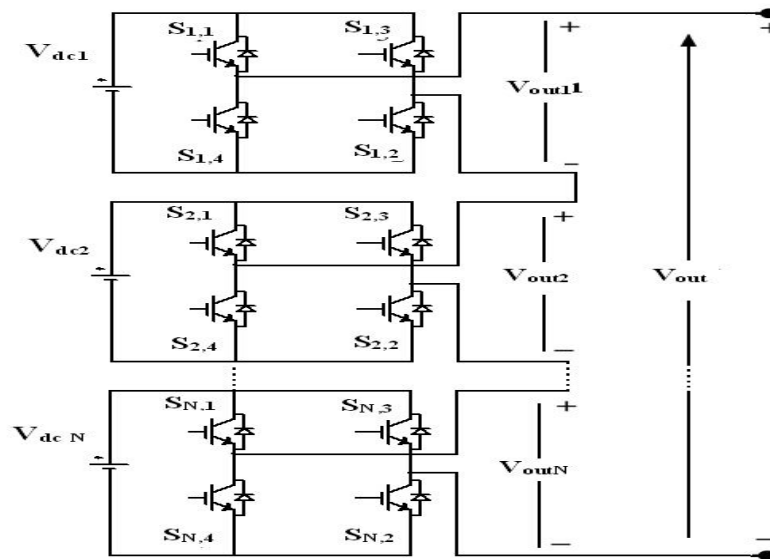 S1,1 S1,3 + +
Vdc1
Vout11
S1,4 S1,2 −
S2,1 S2,3 +
Vdc2
Vout2 Vout
S2,4 S2,2 −
SN,1 SN,3 +
Vdc N
VoutN
SN,4 SN,2 − −